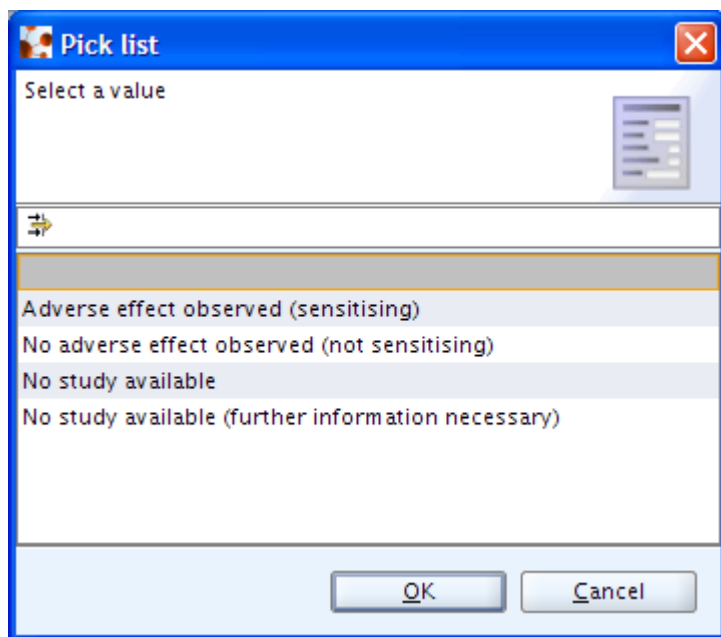 Pick list
Select a value
Adverse effect observed (sensitising)
No adverse effect observed (not sensitising)
No study available
No study available (further information necessary)
OK
Cancel